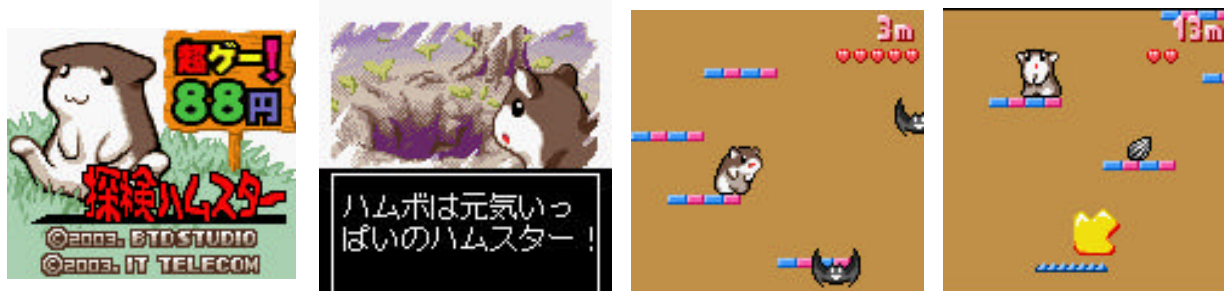 超ゲー!
88円
探検ハムスター
©2003. BTDSTUDIO
©2003. IT TELECOM
ハムボは元気いっ
ぱいのハムスター!
3m
13m